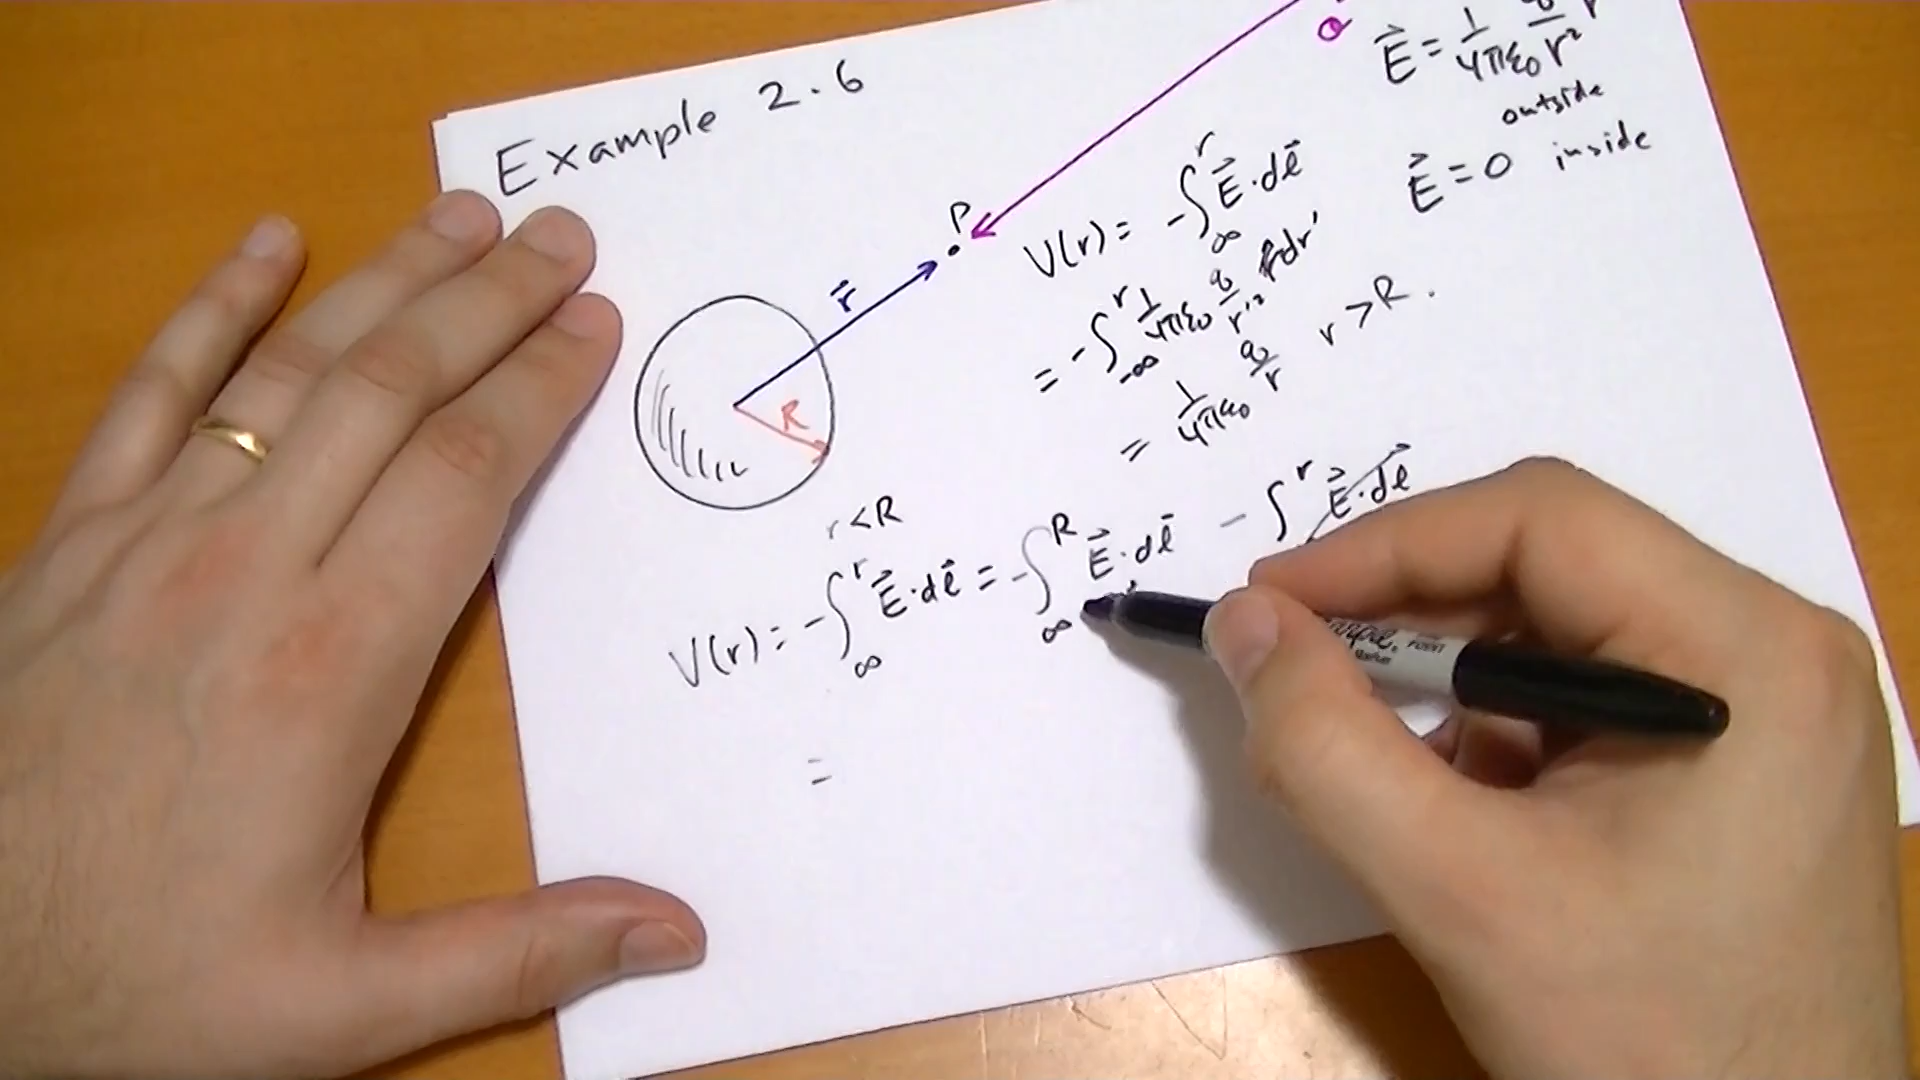 Example 2.6
Q
E⃗ = 1/4πε₀ q/r² r
outside
E⃗ = 0 inside
P
r⃗
R
V(r) = -∫_∞^r E⃗·dl⃗
= -∫_{-∞}^r 1/4πε₀ q/r'² r̂dr'
= 1/4πε₀ q/r r>R.
r<R
V(r) = -∫_∞^r E⃗·dl⃗ = -∫_∞^R E⃗·dl⃗ - ∫^r E⃗·dl
=